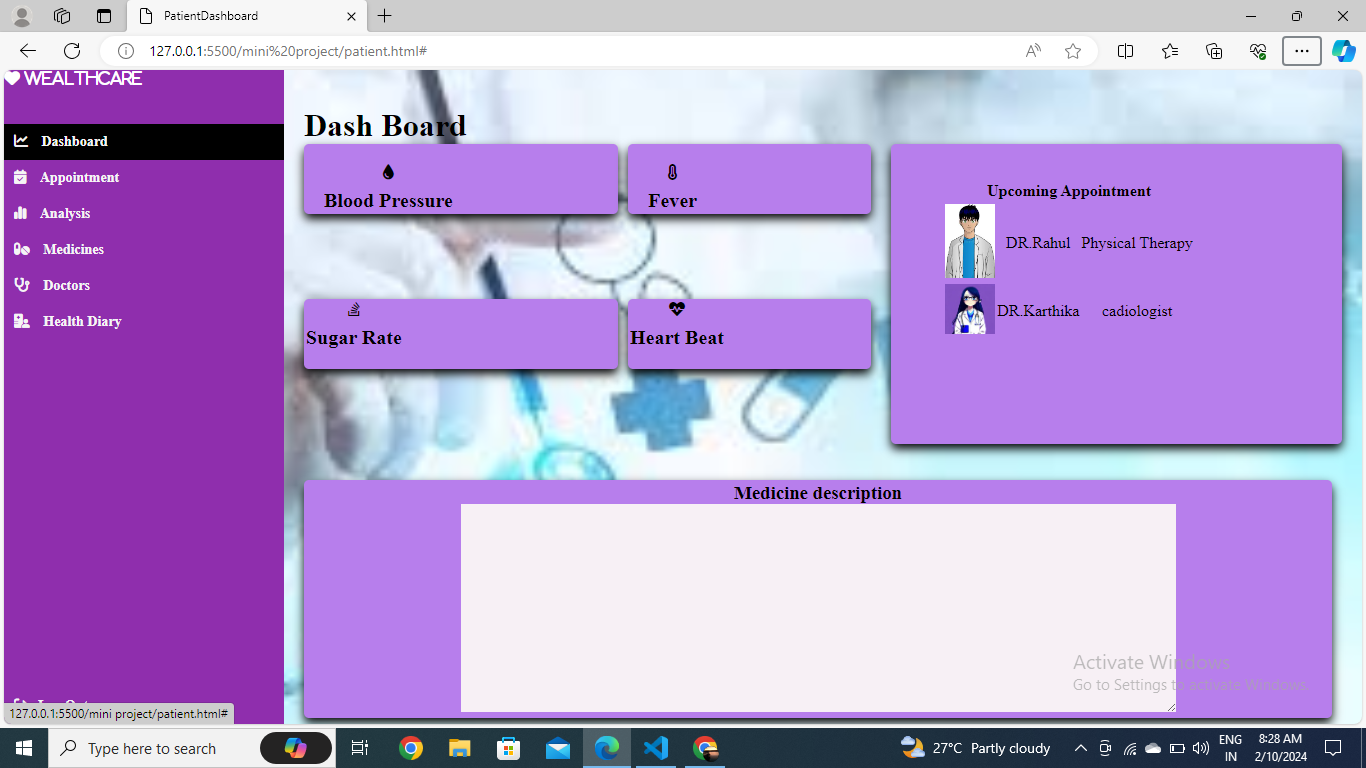 PatientDashboard
127.0.0.1:5500/mini%20project/patient.html#
WEALTHCARE
Dashboard
Appointment
Analysis
Medicines
Doctors
Health Diary
Dash Board
Blood Pressure
Fever
Sugar Rate
Heart Beat
Upcoming Appointment
DR.Rahul Physical Therapy
DR.Karthika cadiologist
Medicine description
Activate Windows
Go to Settings to activate Windows.
127.0.0.1:5500/mini project/patient.html#
Type here to search
27°C Partly cloudy
ENG
IN
8:28 AM
2/10/2024